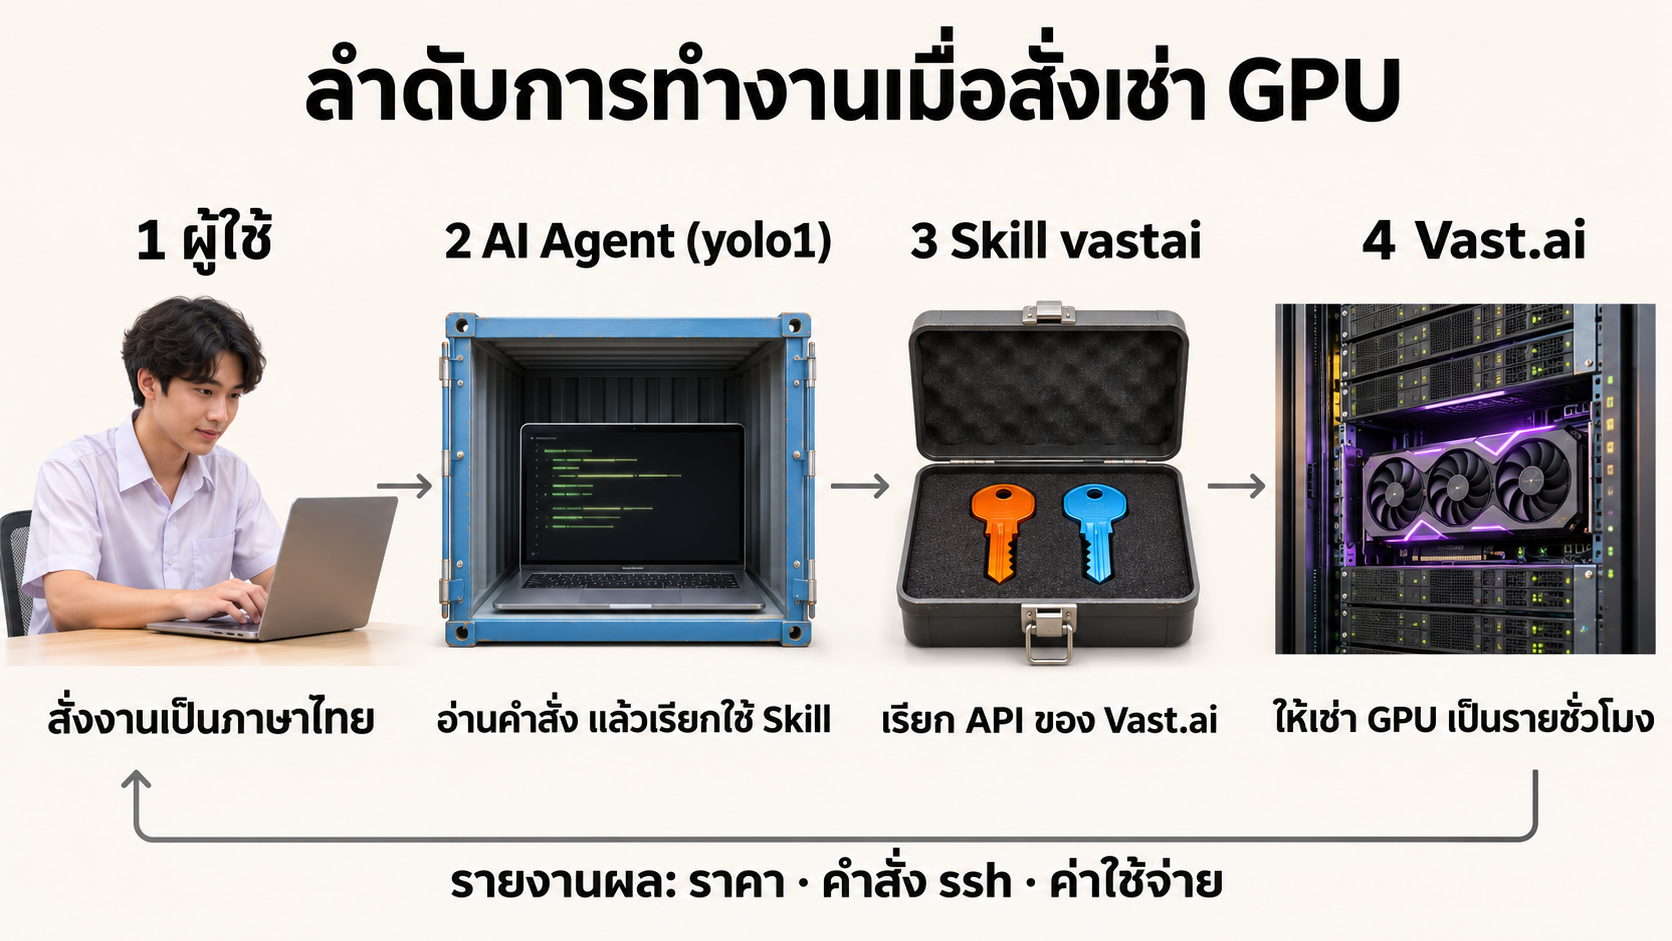 ลำดับการทำงานเมื่อสั่งเช่า GPU
1 ผู้ใช้
2 AI Agent (yolo1)
3 Skill vastai
4 Vast.ai
สั่งงานเป็นภาษาไทย
อ่านคำสั่ง แล้วเรียกใช้ Skill
เรียก API ของ Vast.ai
ให้เช่า GPU เป็นรายชั่วโมง
รายงานผล: ราคา · คำสั่ง ssh · ค่าใช้จ่าย